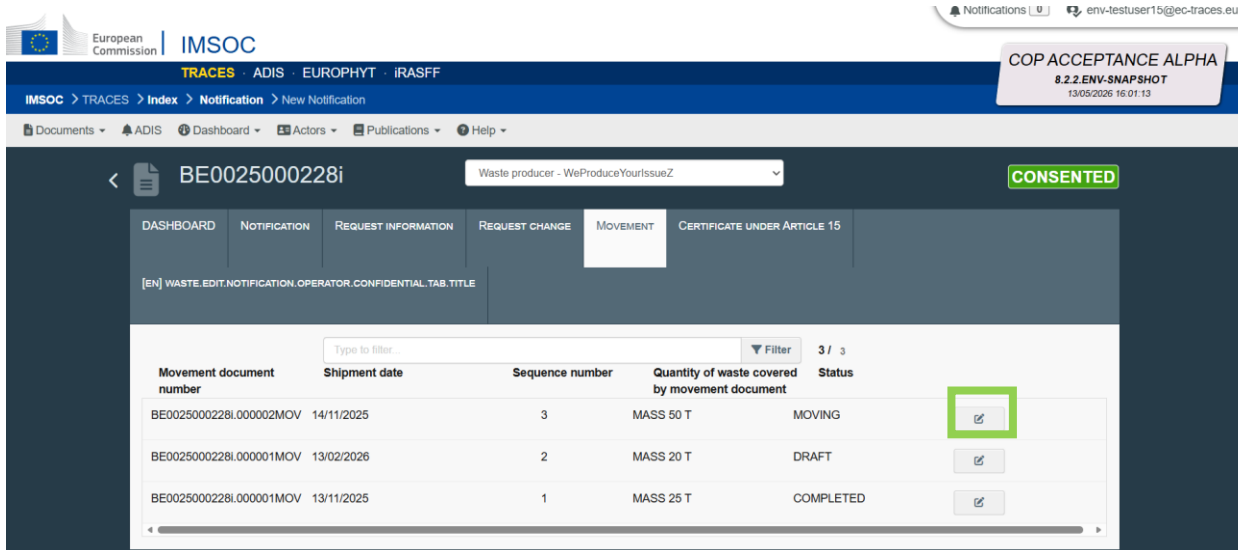 Notifications 0 env-testuser15@ec-traces.eu
European Commission IMSOC
COP ACCEPTANCE ALPHA
8.2.2.ENV-SNAPSHOT
13/05/2026 16:01:13
TRACES · ADIS · EUROPHYT · iRASFF
IMSOC > TRACES > Index > Notification > New Notification
Documents ADIS Dashboard Actors Publications Help
BE0025000228i Waste producer - WeProduceYourIssueZ CONSENTED
DASHBOARD NOTIFICATION REQUEST INFORMATION REQUEST CHANGE MOVEMENT CERTIFICATE UNDER ARTICLE 15
[EN] WASTE.EDIT.NOTIFICATION.OPERATOR.CONFIDENTIAL.TAB.TITLE
Type to filter... Filter 3 / 3
Movement document number Shipment date Sequence number Quantity of waste covered by movement document Status
BE0025000228i.000002MOV 14/11/2025 3 MASS 50 T MOVING
BE0025000228i.000001MOV 13/02/2026 2 MASS 20 T DRAFT
BE0025000228i.000001MOV 13/11/2025 1 MASS 25 T COMPLETED